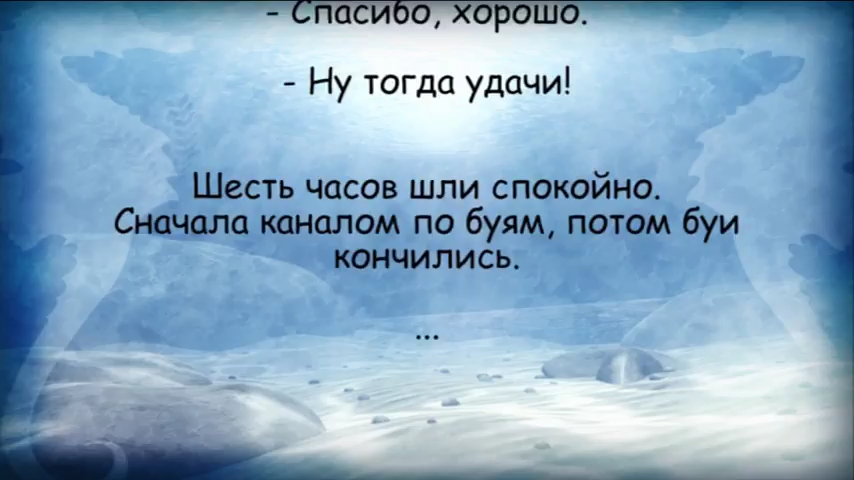 - Спасибо, хорошо.
- Ну тогда удачи!
Шесть часов шли спокойно.
Сначала каналом по буям, потом буи
кончились.
...